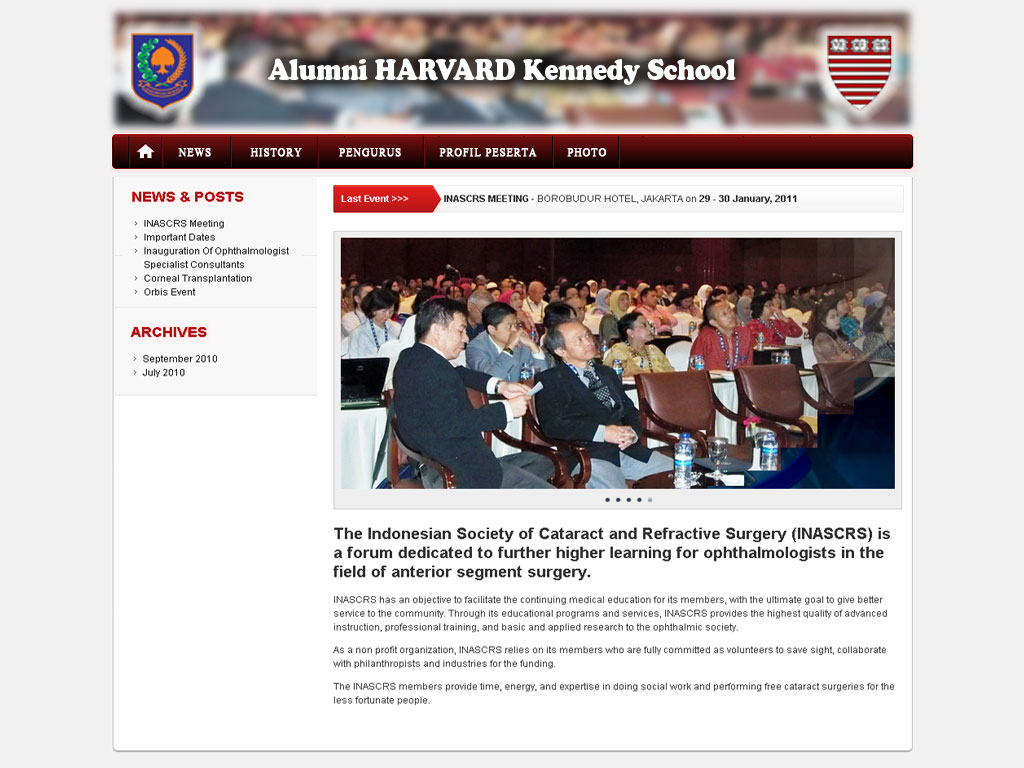 Alumni HARVARD Kennedy School
NEWS
HISTORY
PENGURUS
PROFIL PESERTA
PHOTO
NEWS & POSTS
INASCRS Meeting
Important Dates
Inauguration Of Ophthalmologist
Specialist Consultants
Corneal Transplantation
Orbis Event
ARCHIVES
September 2010
July 2010
Last Event >>>
INASCRS MEETING - BOROBUDUR HOTEL, JAKARTA on 29 - 30 January, 2011
The Indonesian Society of Cataract and Refractive Surgery (INASCRS) is
a forum dedicated to further higher learning for ophthalmologists in the
field of anterior segment surgery.
INASCRS has an objective to facilitate the continuing medical education for its members, with the ultimate goal to give better
service to the community. Through its educational programs and services, INASCRS provides the highest quality of advanced
instruction, professional training, and basic and applied research to the ophthalmic society.
As a non profit organization, INASCRS relies on its members who are fully committed as volunteers to save sight, collaborate
with philanthropists and industries for the funding.
The INASCRS members provide time, energy, and expertise in doing social work and performing free cataract surgeries for the
less fortunate people.